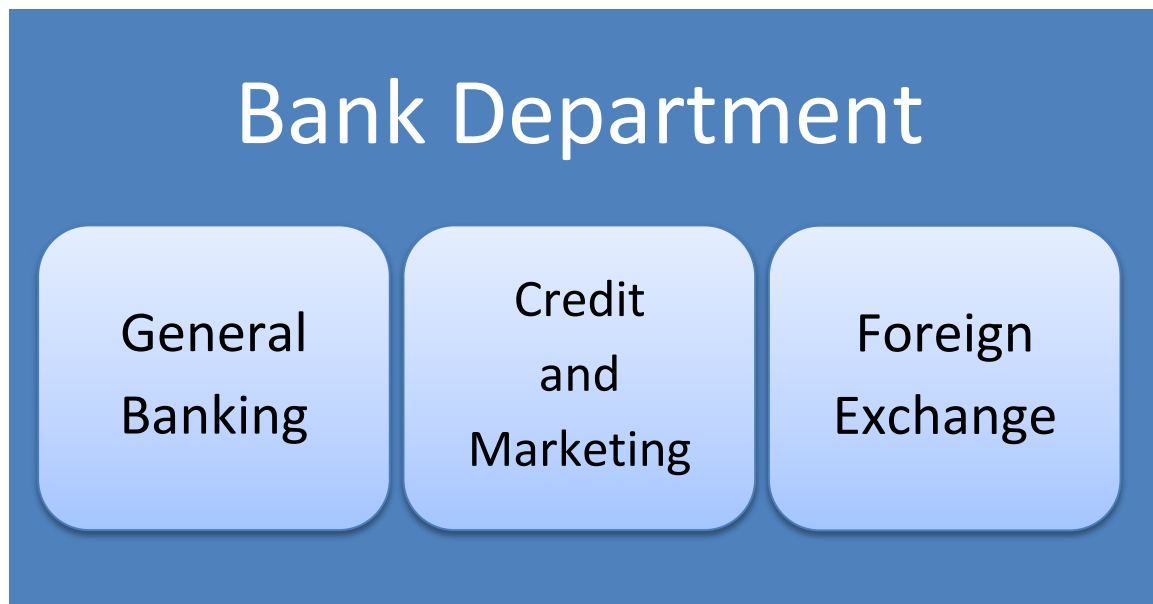 Bank Department
General
Banking
Credit
and
Marketing
Foreign
Exchange